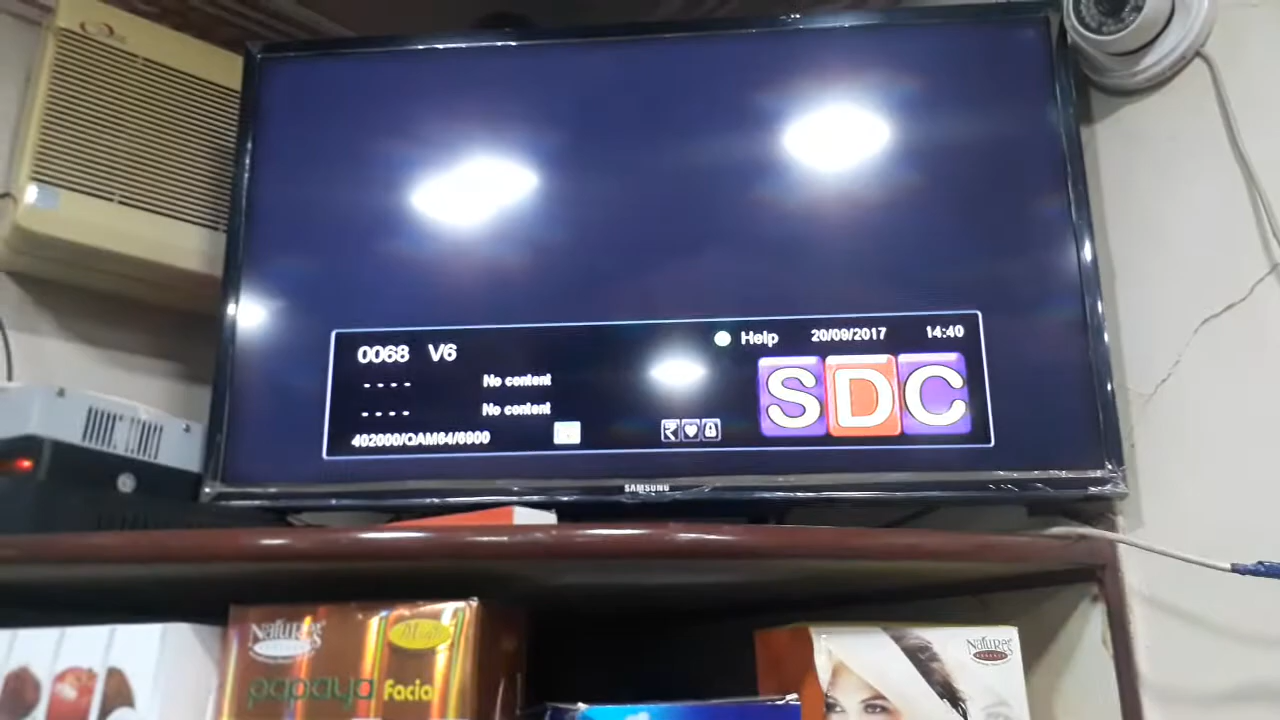 Help 20/09/2017 14:40
0068 V6
- - - - No content
- - - - No content
402000/QAM64/6900
SDC
SAMSUNG
Nature's
papaya Facial
Nature's